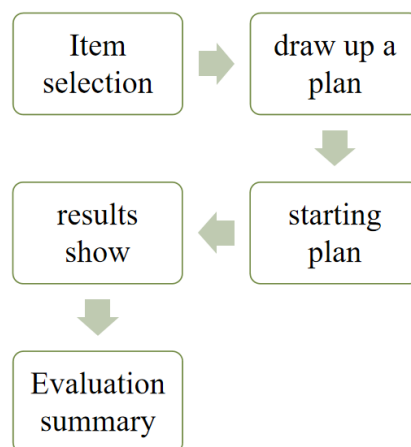 Item
selection
draw up a
plan
starting
plan
results
show
Evaluation
summary